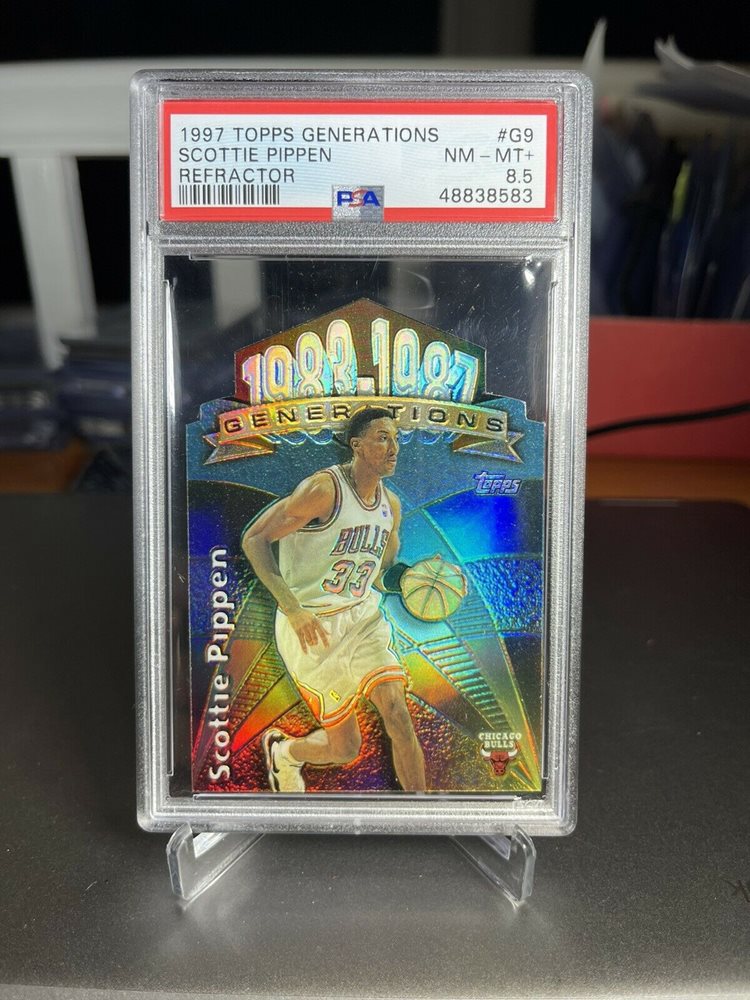 1997 TOPPS GENERATIONS #G9
SCOTTIE PIPPEN NM – MT+
REFRACTOR 8.5
PSA 48838583
1983-1987
GENERATIONS
Topps
BULLS
33
Scottie Pippen
CHICAGO
BULLS